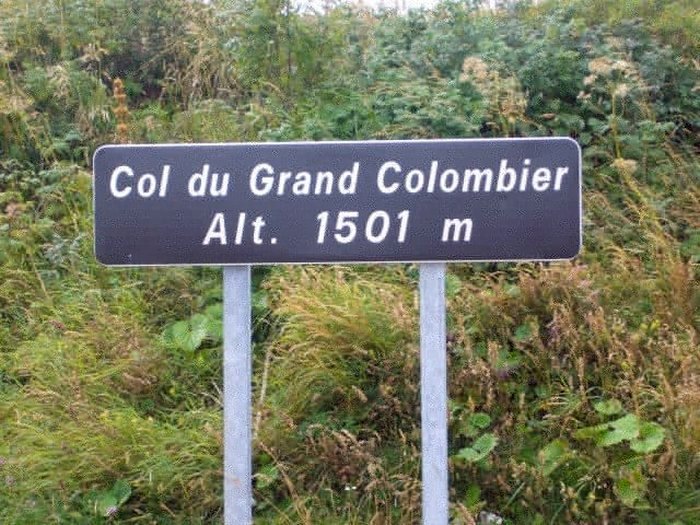 Col du Grand Colombier
Alt. 1501 m